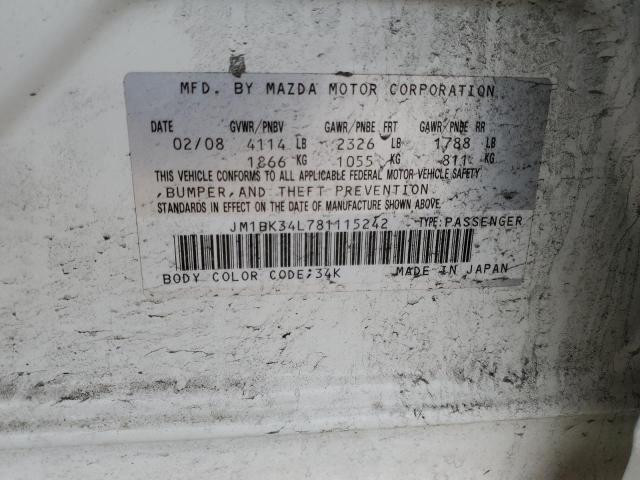 MFD. BY MAZDA MOTOR CORPORATION
DATE GVWR/PNBV GAWR/PNBE FRT GAWR/PNBE RR
02/08 4114 LB 2326 LB 1788 LB
1866 KG 1055 KG 811 KG
THIS VEHICLE CONFORMS TO ALL APPLICABLE FEDERAL MOTOR VEHICLE SAFETY
,BUMPER,AND THEFT PREVENTION
STANDARDS IN EFFECT ON THE DATE OF MANUFACTURE SHOWN ABOVE.
JM1BK34L781115242 TYPE:PASSENGER
BODY COLOR CODE:34K MADE IN JAPAN